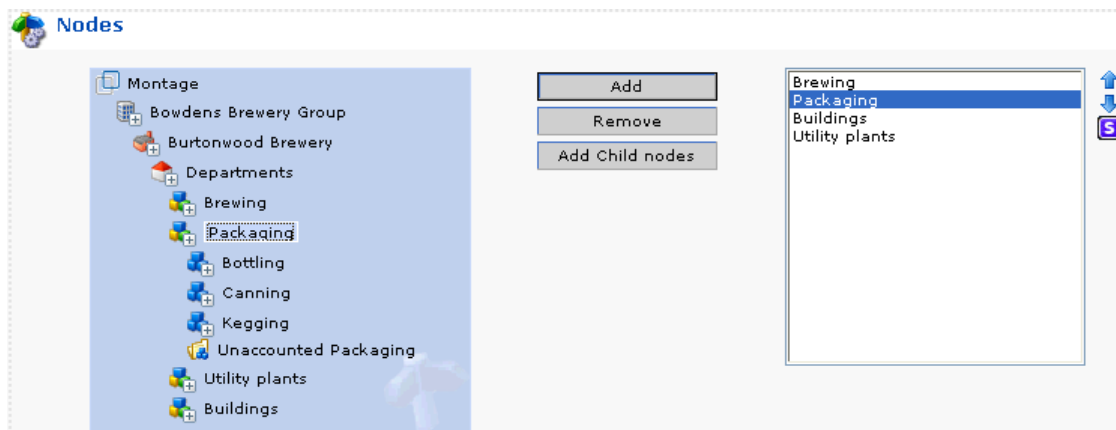 Nodes
Montage
Bowdens Brewery Group
Burtonwood Brewery
Departments
Brewing
Packaging
Bottling
Canning
Kegging
Unaccounted Packaging
Utility plants
Buildings
Add
Remove
Add Child nodes
Brewing
Packaging
Buildings
Utility plants
S